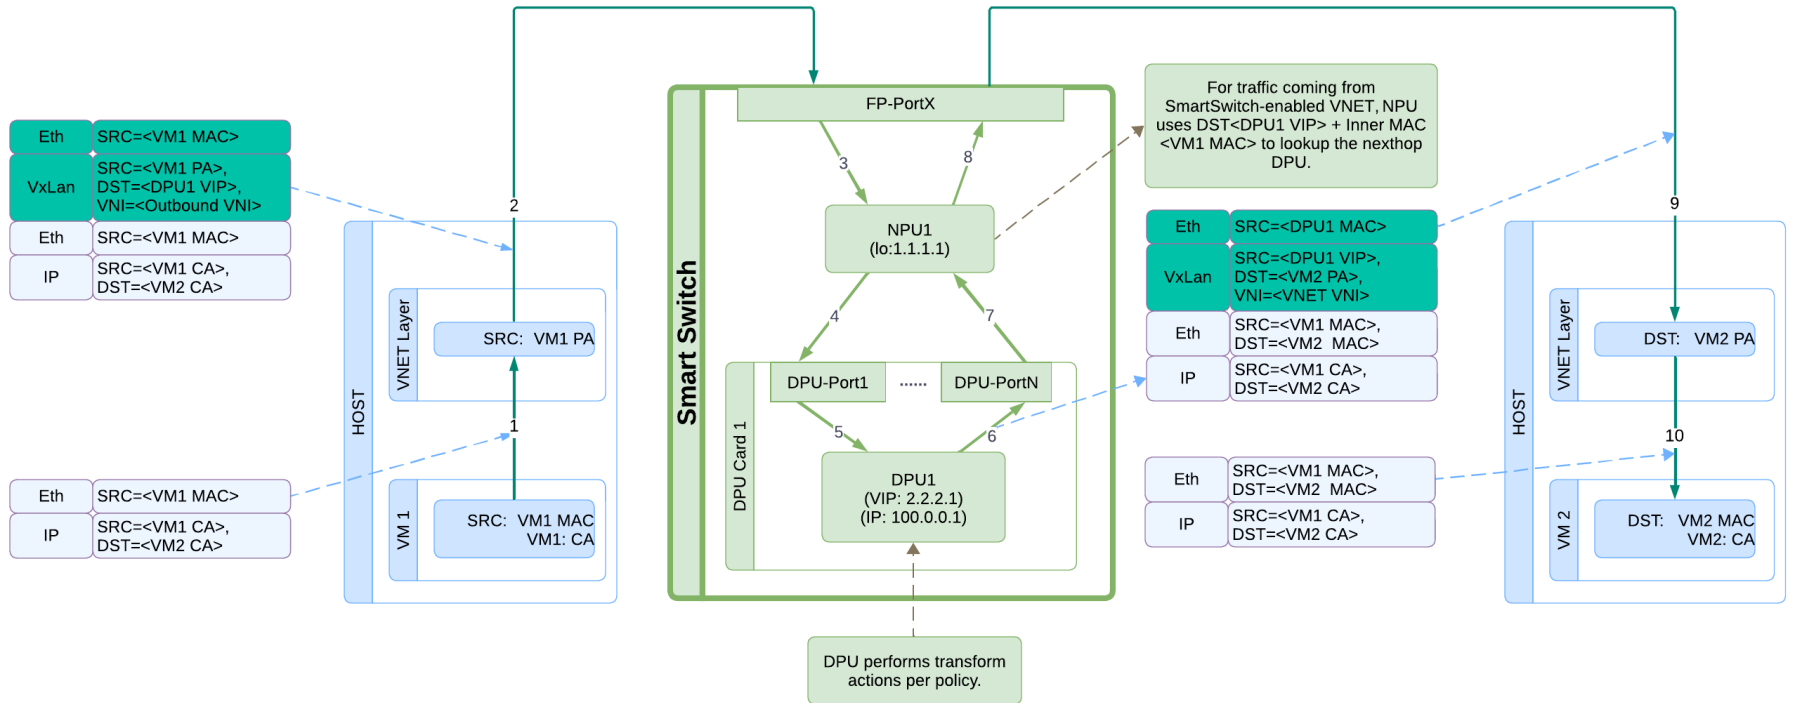 Eth
SRC=<VM1 MAC>
VxLan
SRC=<VM1 PA>,
DST=<DPU1 VIP>,
VNI=<Outbound VNI>
Eth
SRC=<VM1 MAC>
IP
SRC=<VM1 CA>,
DST=<VM2 CA>
Eth
SRC=<VM1 MAC>
IP
SRC=<VM1 CA>,
DST=<VM2 CA>
HOST
VNET Layer
SRC: VM1 PA
VM 1
SRC: VM1 MAC
VM1: CA
1
2
Smart Switch
FP-PortX
3
8
NPU1
(lo:1.1.1.1)
4
7
DPU Card 1
DPU-Port1
......
DPU-PortN
5
6
DPU1
(VIP: 2.2.2.1)
(IP: 100.0.0.1)
DPU performs transform
actions per policy.
For traffic coming from
SmartSwitch-enabled VNET, NPU
uses DST<DPU1 VIP> + Inner MAC
<VM1 MAC> to lookup the nexthop
DPU.
Eth
SRC=<DPU1 MAC>
VxLan
SRC=<DPU1 VIP>,
DST=<VM2 PA>,
VNI=<VNET VNI>
Eth
SRC=<VM1 MAC>,
DST=<VM2 MAC>
IP
SRC=<VM1 CA>,
DST=<VM2 CA>
Eth
SRC=<VM1 MAC>,
DST=<VM2 MAC>
IP
SRC=<VM1 CA>,
DST=<VM2 CA>
9
HOST
VNET Layer
DST: VM2 PA
10
VM 2
DST: VM2 MAC
VM2: CA